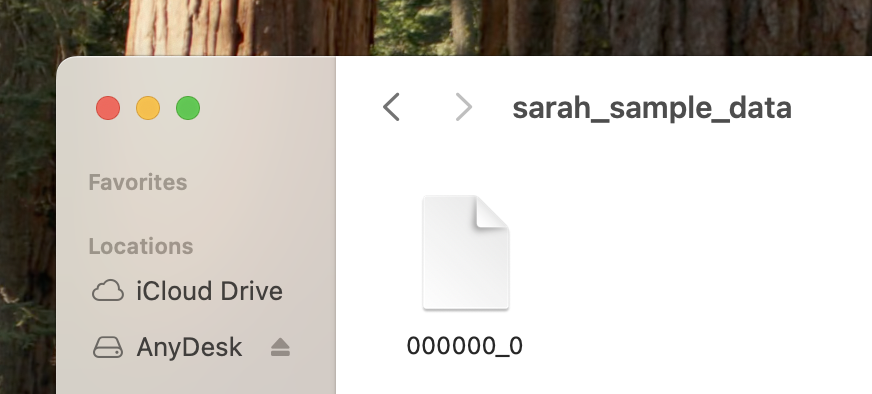 sarah_sample_data
Favorites
Locations
iCloud Drive
AnyDesk
000000_0